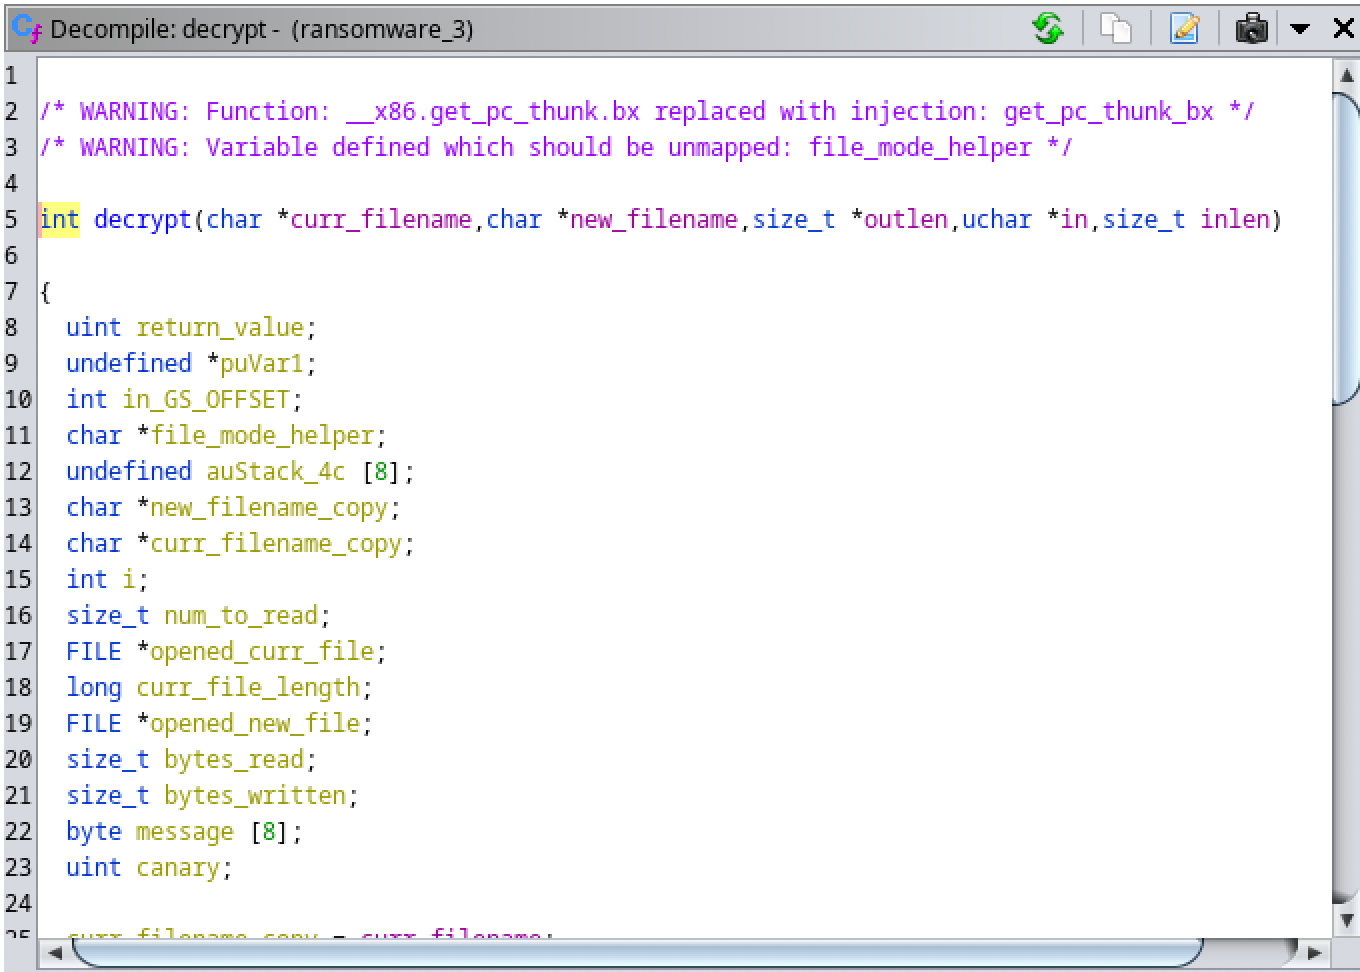 Decompile: decrypt - (ransomware_3)
1
2 /* WARNING: Function: __x86.get_pc_thunk.bx replaced with injection: get_pc_thunk_bx */
3 /* WARNING: Variable defined which should be unmapped: file_mode_helper */
4
5 int decrypt(char *curr_filename,char *new_filename,size_t *outlen,uchar *in,size_t inlen)
6
7 {
8 uint return_value;
9 undefined *puVar1;
10 int in_GS_OFFSET;
11 char *file_mode_helper;
12 undefined auStack_4c [8];
13 char *new_filename_copy;
14 char *curr_filename_copy;
15 int i;
16 size_t num_to_read;
17 FILE *opened_curr_file;
18 long curr_file_length;
19 FILE *opened_new_file;
20 size_t bytes_read;
21 size_t bytes_written;
22 byte message [8];
23 uint canary;
24
25 curr_filename_copy = curr_filename;